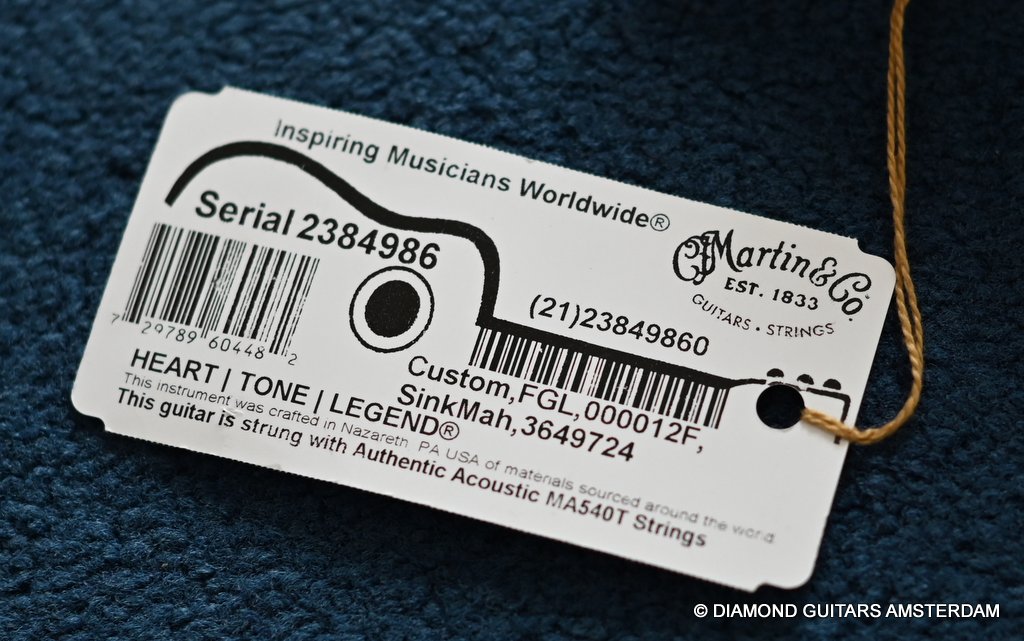 Inspiring Musicians Worldwide®
Serial 2384986
Martin & Co.
EST. 1833
GUITARS • STRINGS
(21)23849860
7 29789 60448 2
Custom,FGL,000012F,
SinkMah,3649724
HEART | TONE | LEGEND®
This instrument was crafted in Nazareth, PA USA of materials sourced around the world
This guitar is strung with Authentic Acoustic MA540T Strings
© DIAMOND GUITARS AMSTERDAM